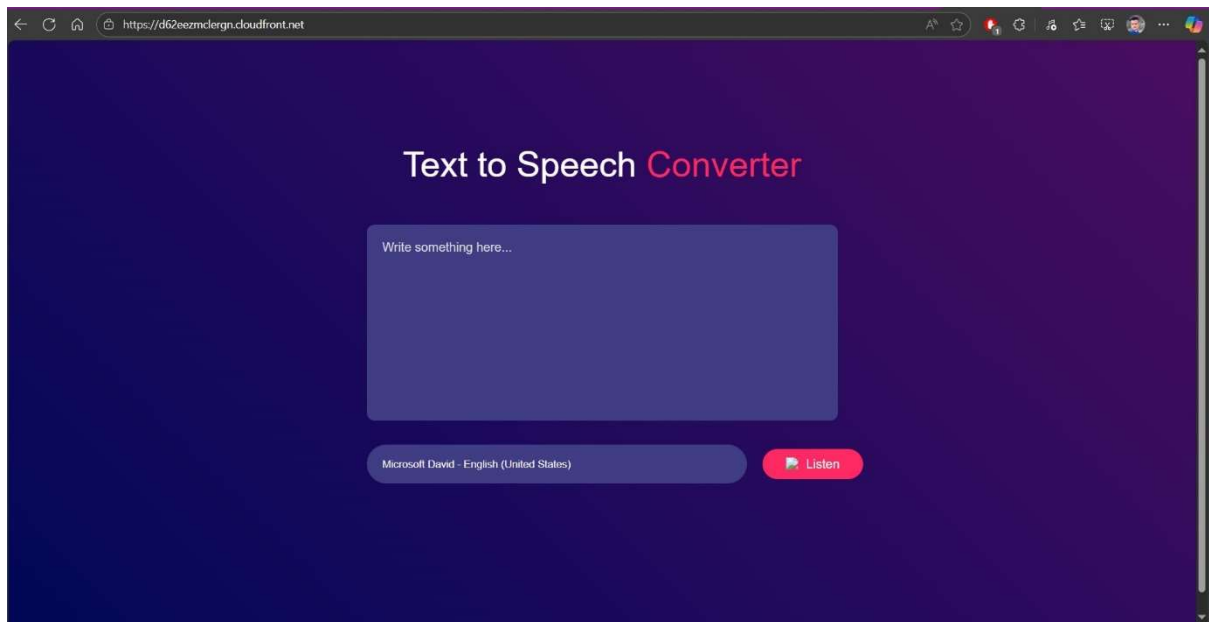 https://d62eezmclergn.cloudfront.net
Text to Speech Converter
Write something here...
Microsoft David - English (United States)
Listen